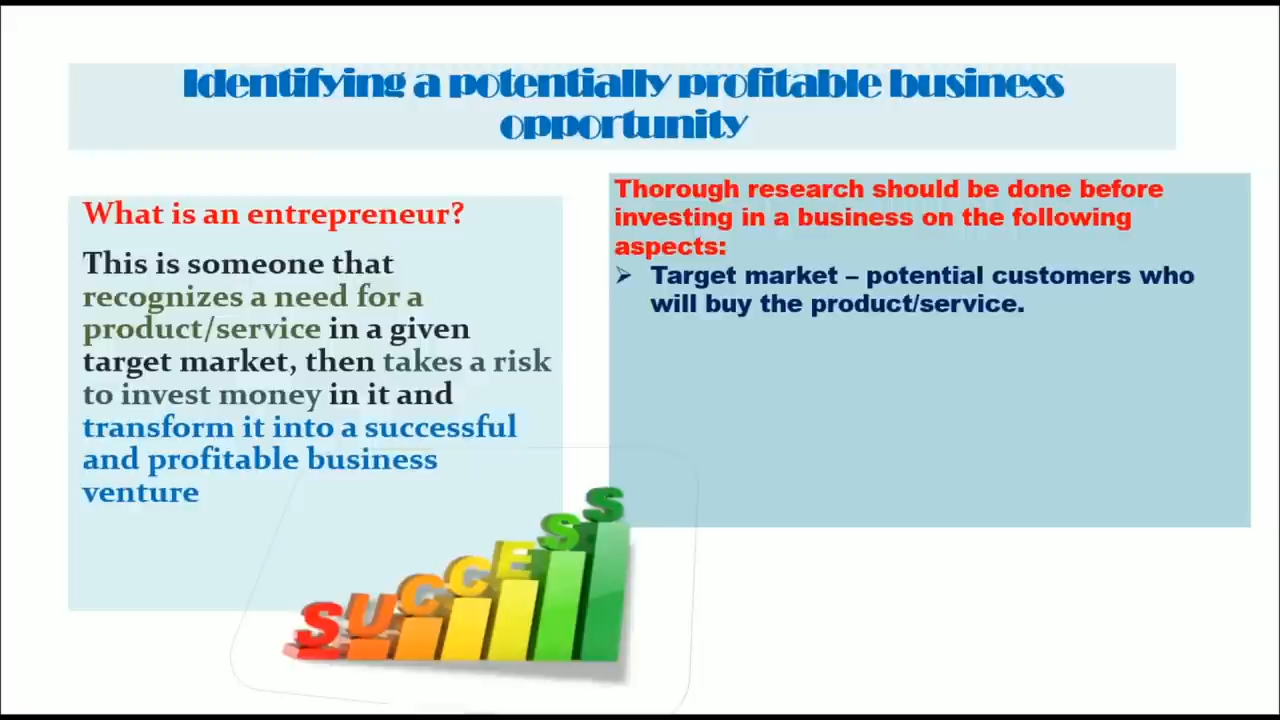 Identifying a potentially profitable business
opportunity
What is an entrepreneur?
This is someone that
recognizes a need for a
product/service in a given
target market, then takes a risk
to invest money in it and
transform it into a successful
and profitable business
venture
Thorough research should be done before
investing in a business on the following
aspects:
➢ Target market – potential customers who
will buy the product/service.
SUCCESS